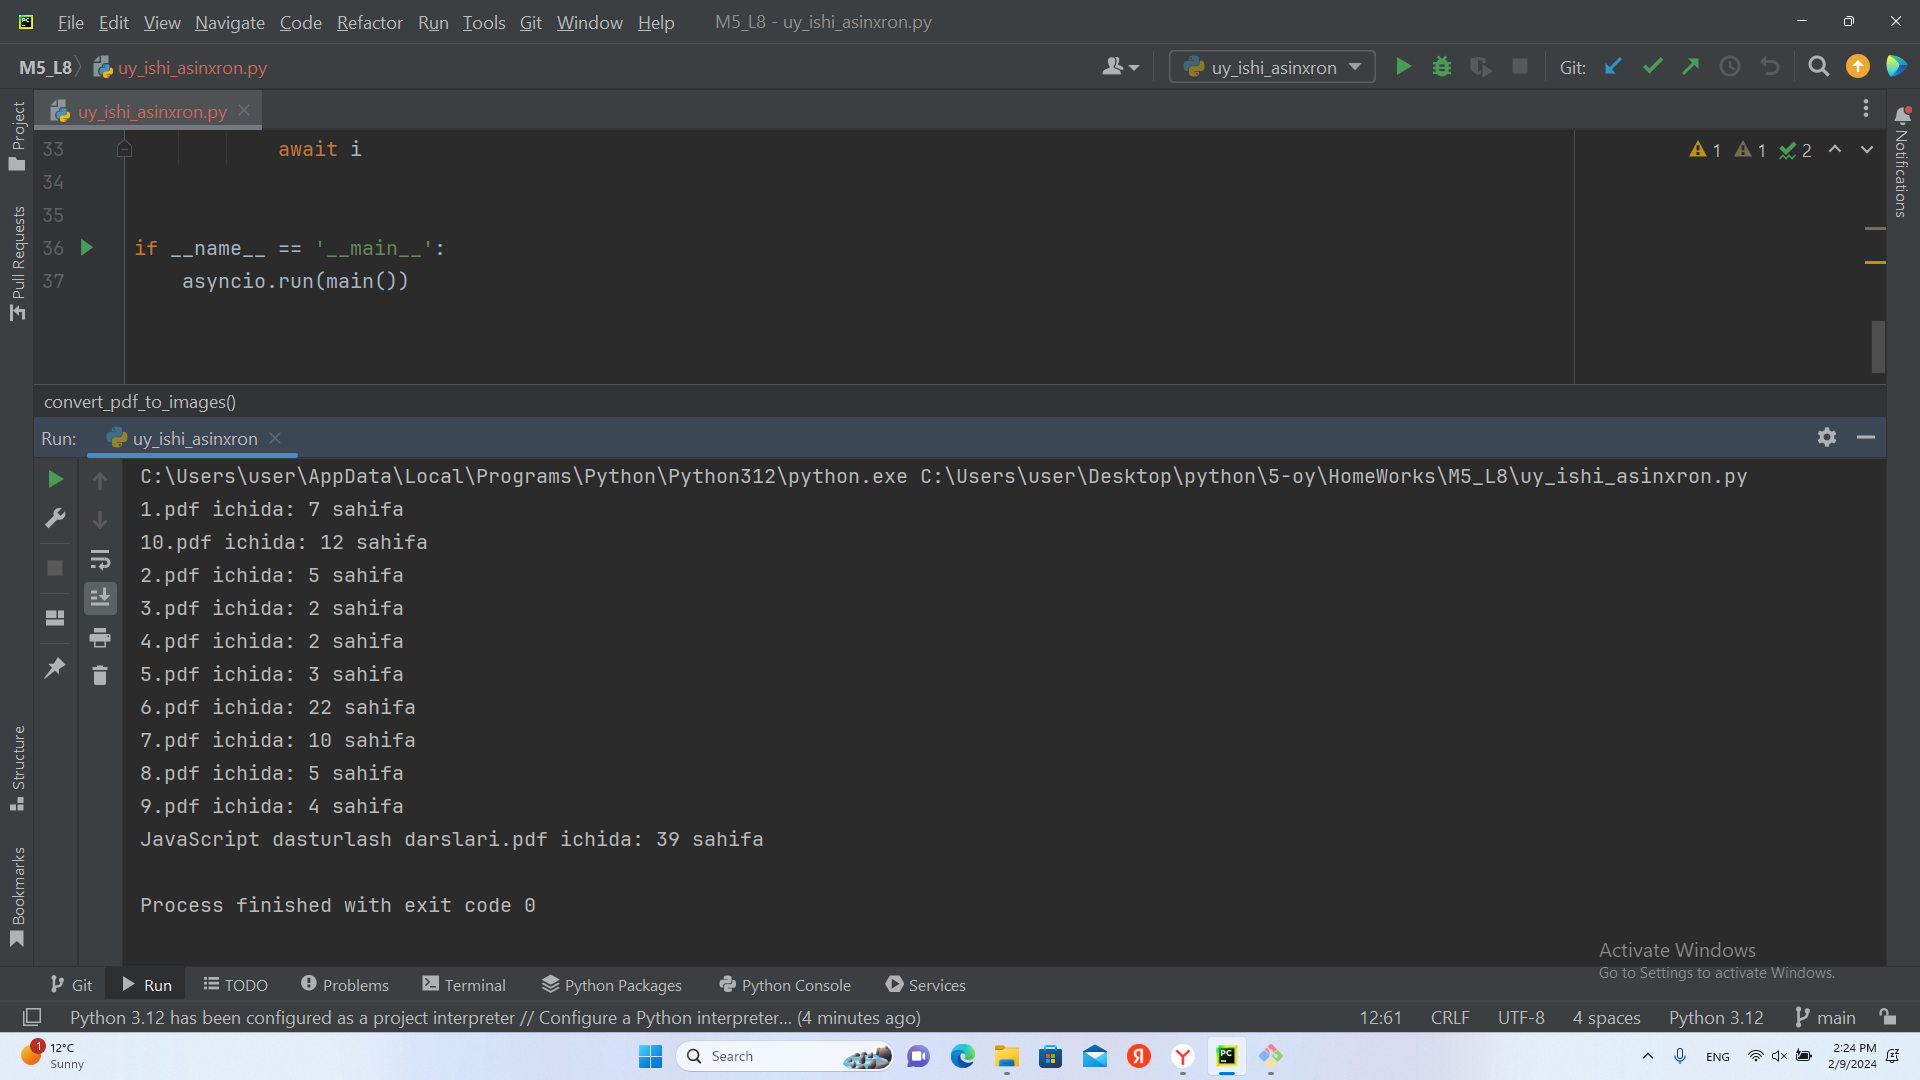 File Edit View Navigate Code Refactor Run Tools Git Window Help M5_L8 - uy_ishi_asinxron.py
M5_L8 uy_ishi_asinxron.py uy_ishi_asinxron Git:
uy_ishi_asinxron.py
Project
Pull Requests
Structure
Bookmarks
Notifications
33 await i
1 1 2
34
35
36 if __name__ == '__main__':
37 asyncio.run(main())
convert_pdf_to_images()
Run: uy_ishi_asinxron
C:\Users\user\AppData\Local\Programs\Python\Python312\python.exe C:\Users\user\Desktop\python\5-oy\HomeWorks\M5_L8\uy_ishi_asinxron.py
1.pdf ichida: 7 sahifa
10.pdf ichida: 12 sahifa
2.pdf ichida: 5 sahifa
3.pdf ichida: 2 sahifa
4.pdf ichida: 2 sahifa
5.pdf ichida: 3 sahifa
6.pdf ichida: 22 sahifa
7.pdf ichida: 10 sahifa
8.pdf ichida: 5 sahifa
9.pdf ichida: 4 sahifa
JavaScript dasturlash darslari.pdf ichida: 39 sahifa
Process finished with exit code 0
Activate Windows
Go to Settings to activate Windows.
Git Run TODO Problems Terminal Python Packages Python Console Services
Python 3.12 has been configured as a project interpreter // Configure a Python interpreter... (4 minutes ago) 12:61 CRLF UTF-8 4 spaces Python 3.12 main
1 12°C
Sunny
Search
ENG
2:24 PM
2/9/2024